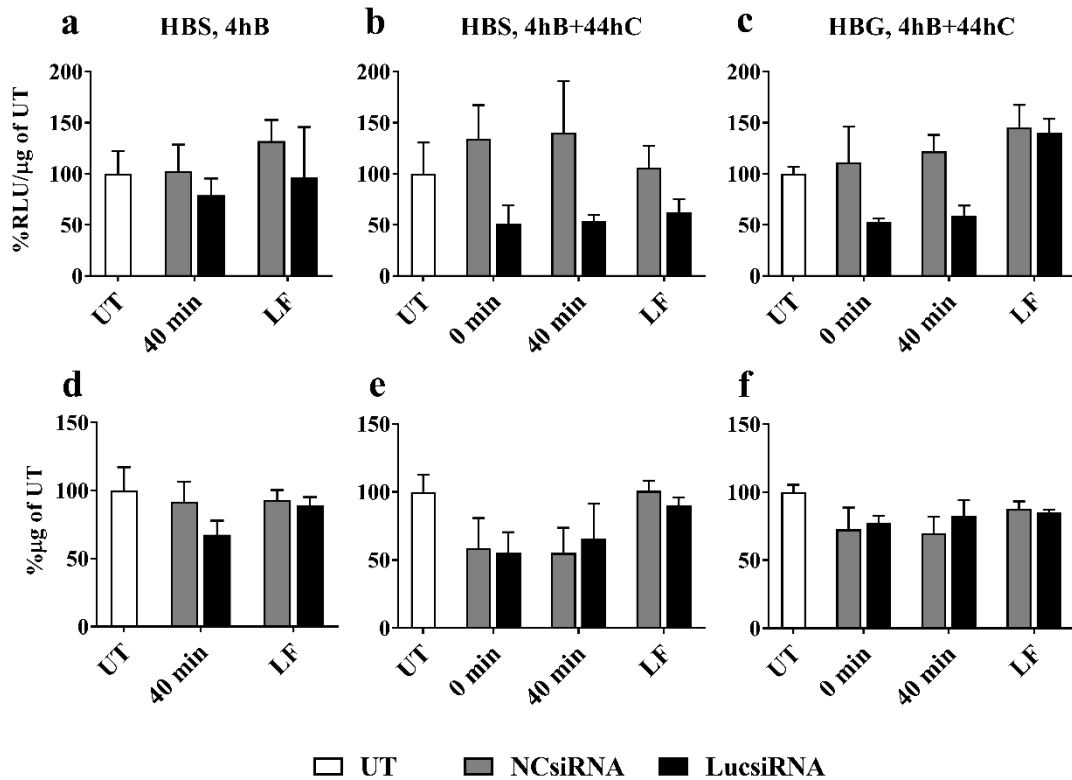 a HBS, 4hB
b HBS, 4hB+44hC
c HBG, 4hB+44hC
%RLU/µg of UT
200
150
100
50
0
UT
40 min
LF
200
150
100
50
0
UT
0 min
40 min
LF
200
150
100
50
0
UT
0 min
40 min
LF
d
e
f
%µg of UT
150
100
50
0
UT
40 min
LF
150
100
50
0
UT
0 min
40 min
LF
150
100
50
0
UT
0 min
40 min
LF
UT NCsiRNA LucsiRNA